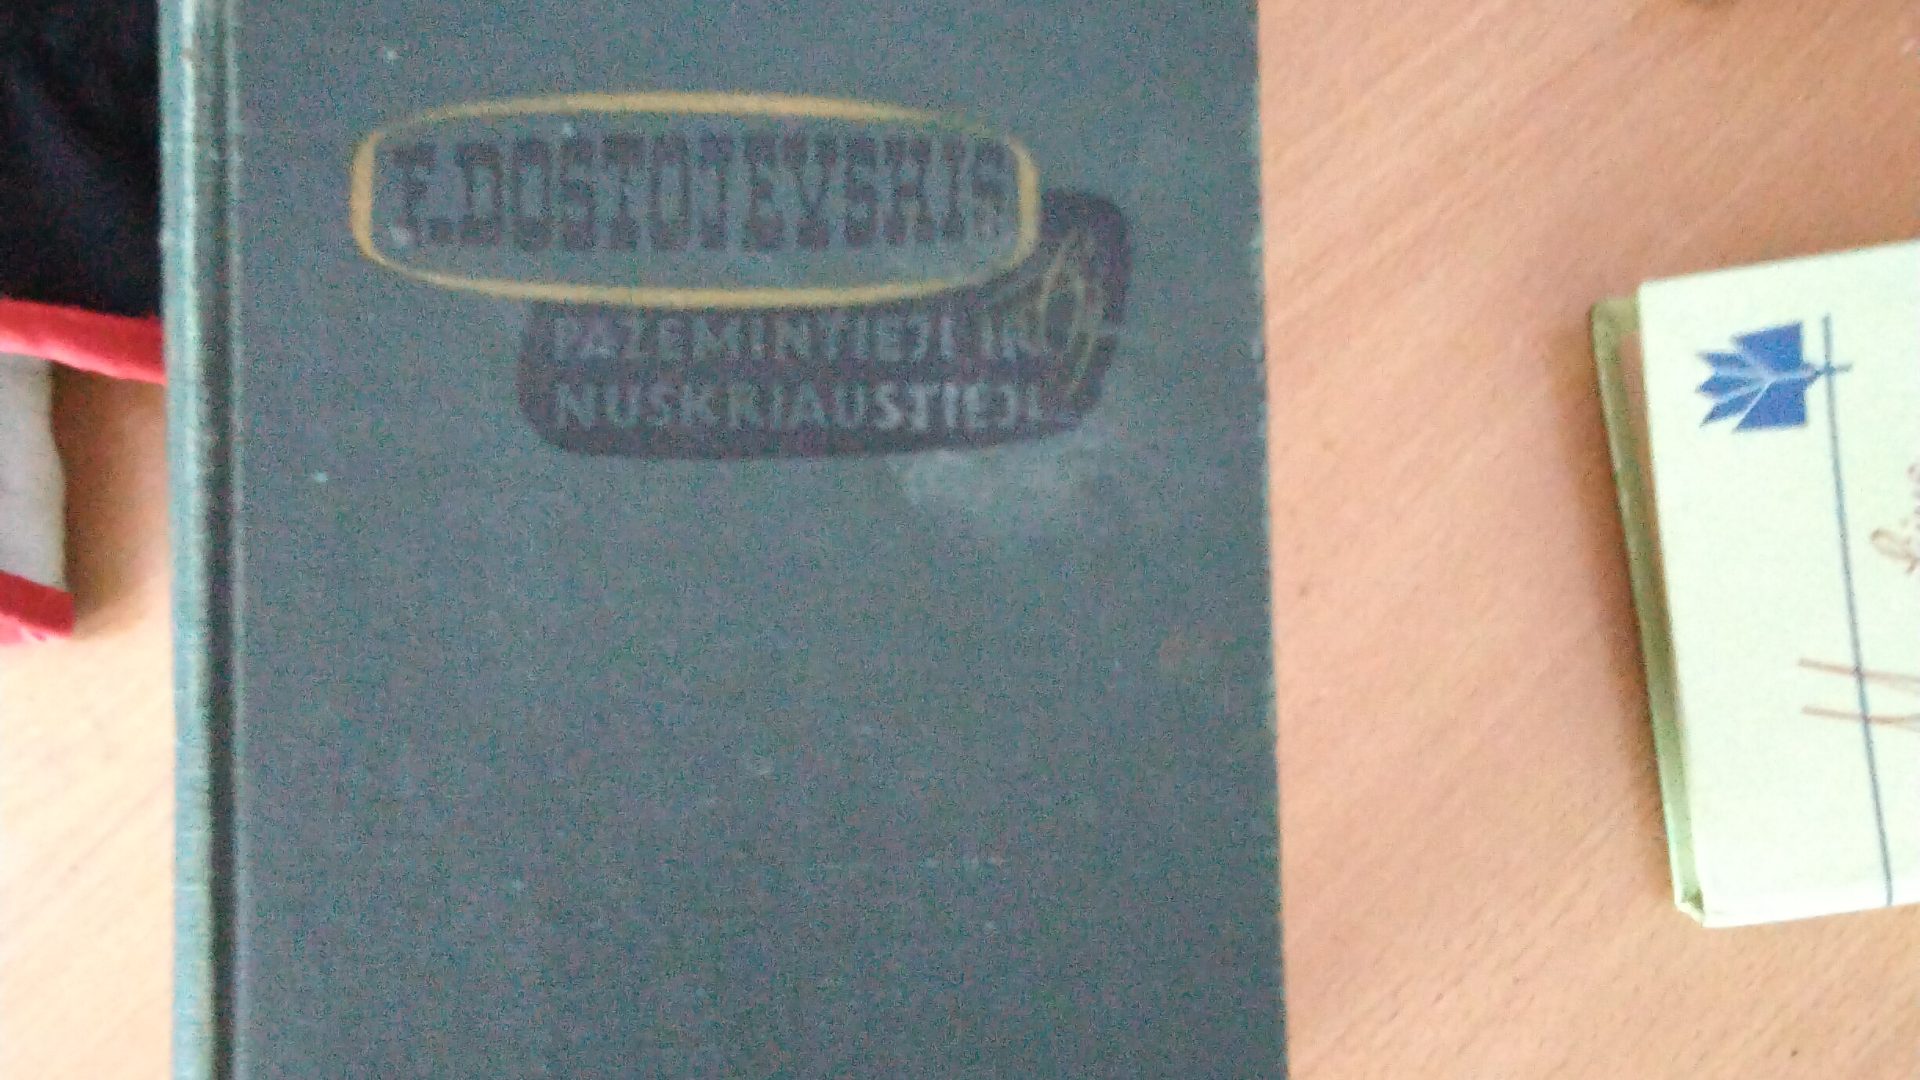 F. DOSTOJEVSKIS
PAŽEMINTIEJI IR
NUSKRIAUSTIEJI